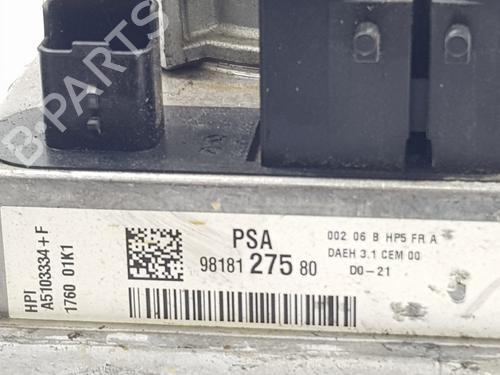 HPI
A5103334+F
1760 01K1
PSA
98181 275 80
002 06 B HP5 FR A
DAEH 3.1 CEM 00
D0-21
B-PARTS